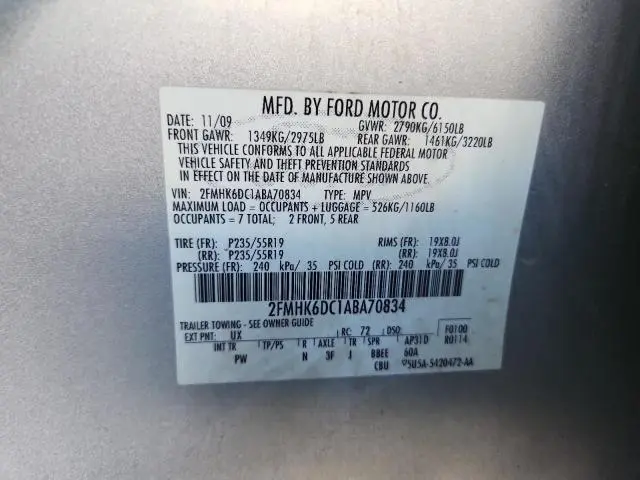 MFD. BY FORD MOTOR CO.
DATE: 11/09 GVWR: 2790KG/6150LB
FRONT GAWR: 1349KG/2975LB REAR GAWR: 1461KG/3220LB
THIS VEHICLE CONFORMS TO ALL APPLICABLE FEDERAL MOTOR
VEHICLE SAFETY AND THEFT PREVENTION STANDARDS
IN EFFECT ON THE DATE OF MANUFACTURE SHOWN ABOVE.
VIN: 2FMHK6DC1ABA70834 TYPE: MPV
MAXIMUM LOAD = OCCUPANTS + LUGGAGE = 526KG/1160LB
OCCUPANTS = 7 TOTAL; 2 FRONT, 5 REAR
TIRE (FR): P235/55R19 RIMS (FR): 19X8.0J
(RR): P235/55R19 (RR): 19X8.0J
PRESSURE (FR): 240 kPa/ 35 PSI COLD (RR): 240 kPa/ 35 PSI COLD
2FMHK6DC1ABA70834
TRAILER TOWING - SEE OWNER GUIDE
EXT PNT: UX RC: 72 DSO: F0100
INT TR TP/PS R AXLE TR SPR AP31D R0114
PW N 3F J BBEE 60A
CBU 5U5A-5420472-AA